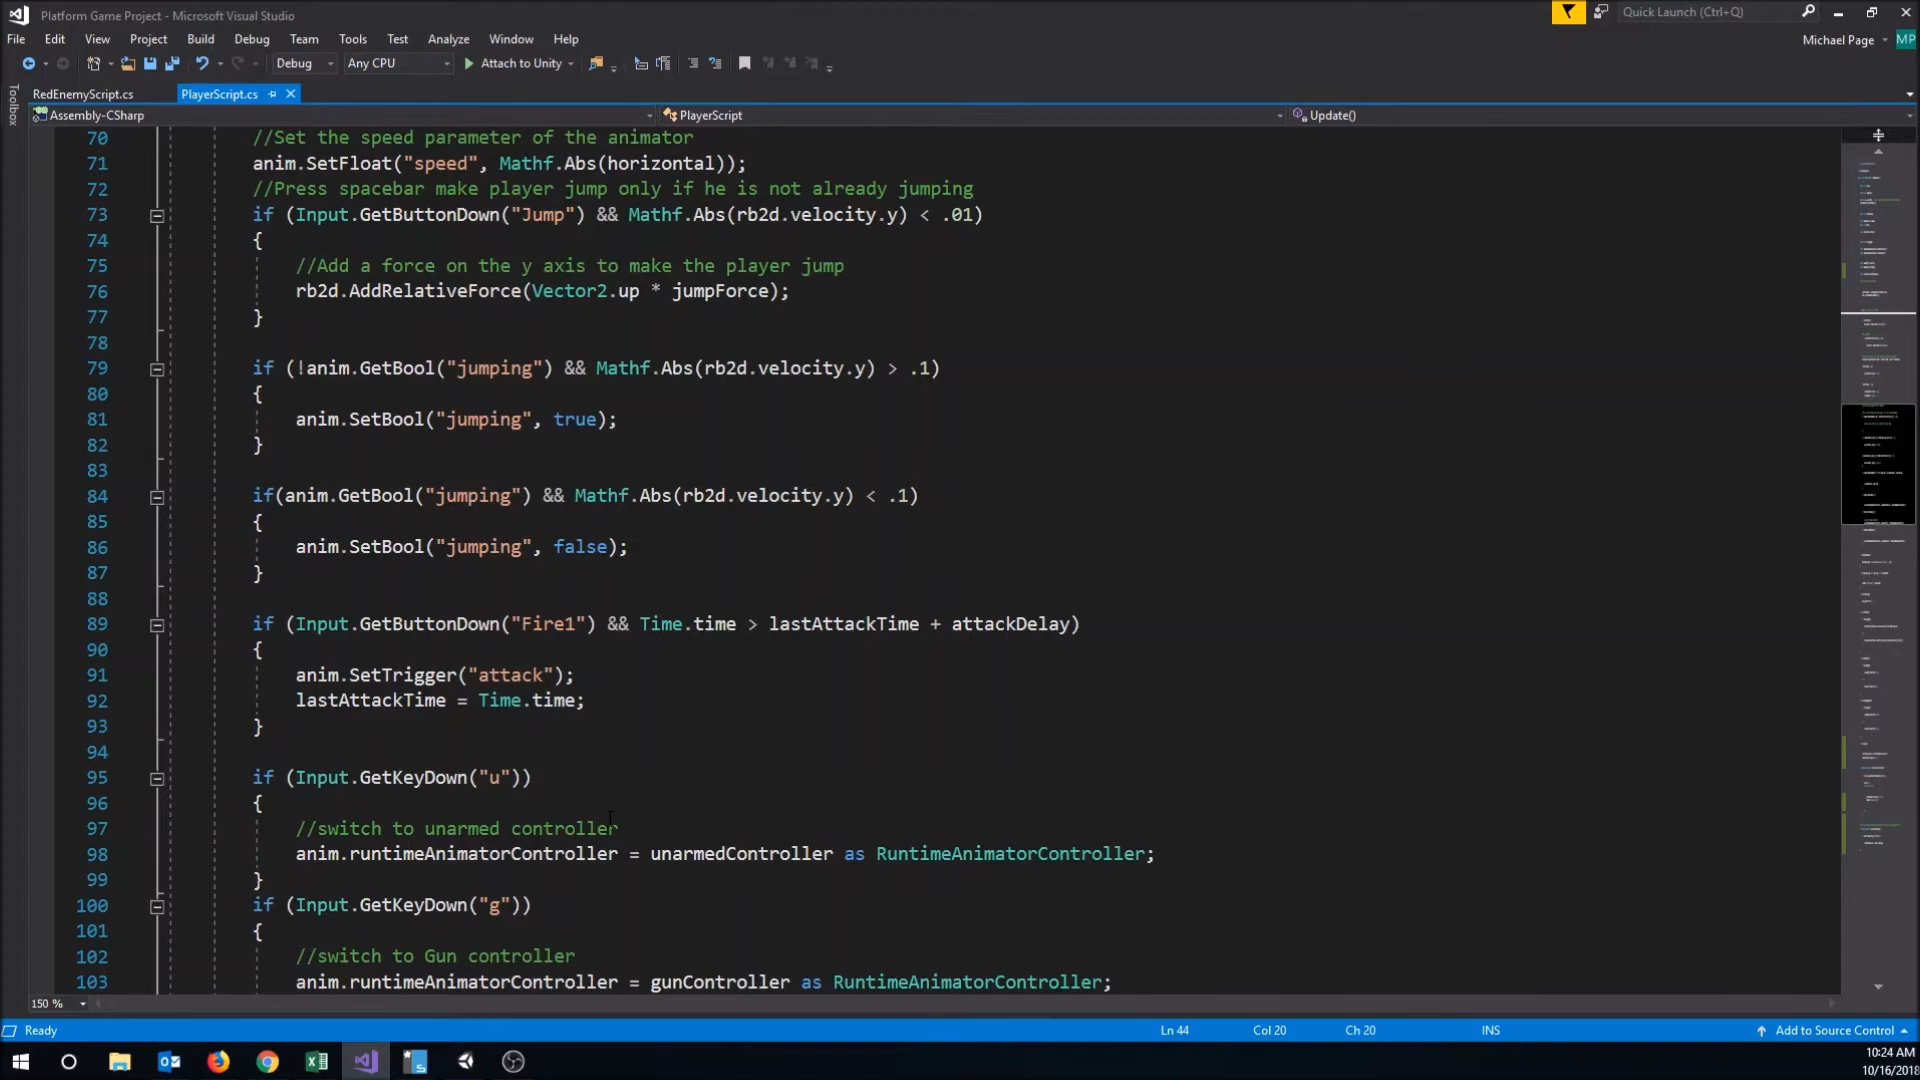 Platform Game Project - Microsoft Visual Studio
Quick Launch (Ctrl+Q)
File Edit View Project Build Debug Team Tools Test Analyze Window Help
Michael Page MP
Debug Any CPU Attach to Unity
Toolbox
RedEnemyScript.cs PlayerScript.cs
Assembly-CSharp PlayerScript Update()
70 //Set the speed parameter of the animator
71 anim.SetFloat("speed", Mathf.Abs(horizontal));
72 //Press spacebar make player jump only if he is not already jumping
73 if (Input.GetButtonDown("Jump") && Mathf.Abs(rb2d.velocity.y) < .01)
74 {
75 //Add a force on the y axis to make the player jump
76 rb2d.AddRelativeForce(Vector2.up * jumpForce);
77 }
78
79 if (!anim.GetBool("jumping") && Mathf.Abs(rb2d.velocity.y) > .1)
80 {
81 anim.SetBool("jumping", true);
82 }
83
84 if(anim.GetBool("jumping") && Mathf.Abs(rb2d.velocity.y) < .1)
85 {
86 anim.SetBool("jumping", false);
87 }
88
89 if (Input.GetButtonDown("Fire1") && Time.time > lastAttackTime + attackDelay)
90 {
91 anim.SetTrigger("attack");
92 lastAttackTime = Time.time;
93 }
94
95 if (Input.GetKeyDown("u"))
96 {
97 //switch to unarmed controller
98 anim.runtimeAnimatorController = unarmedController as RuntimeAnimatorController;
99 }
100 if (Input.GetKeyDown("g"))
101 {
102 //switch to Gun controller
103 anim.runtimeAnimatorController = gunController as RuntimeAnimatorController;
150 %
Ready Ln 44 Col 20 Ch 20 INS Add to Source Control
10:24 AM
10/16/2018